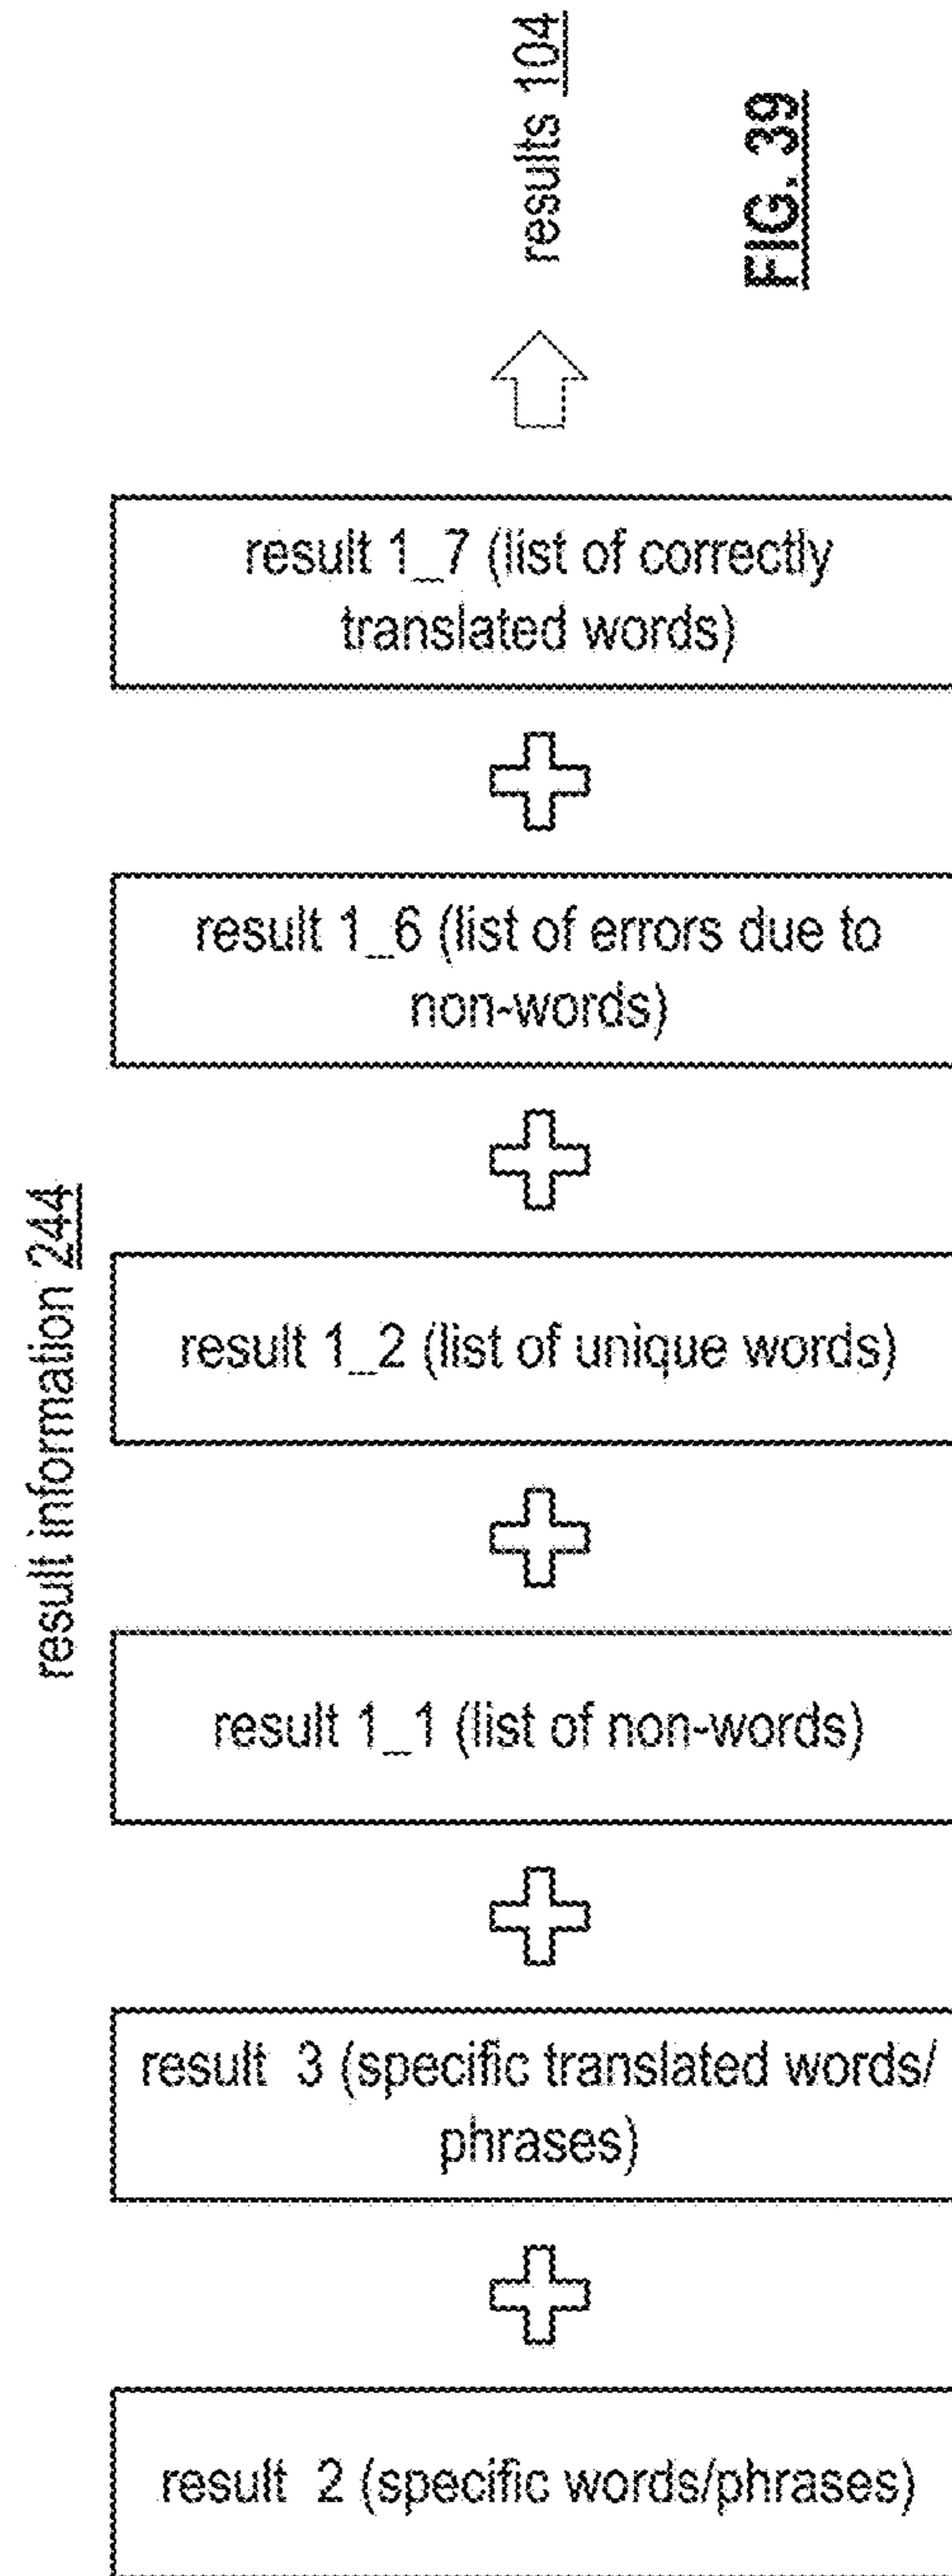 results 104
FIG. 39
result 1_7 (list of correctly
translated words)
result 1_6 (list of errors due to
non-words)
result information 244
result 1_2 (list of unique words)
result 1_1 (list of non-words)
result 3 (specific translated words/
phrases)
result 2 (specific words/phrases)